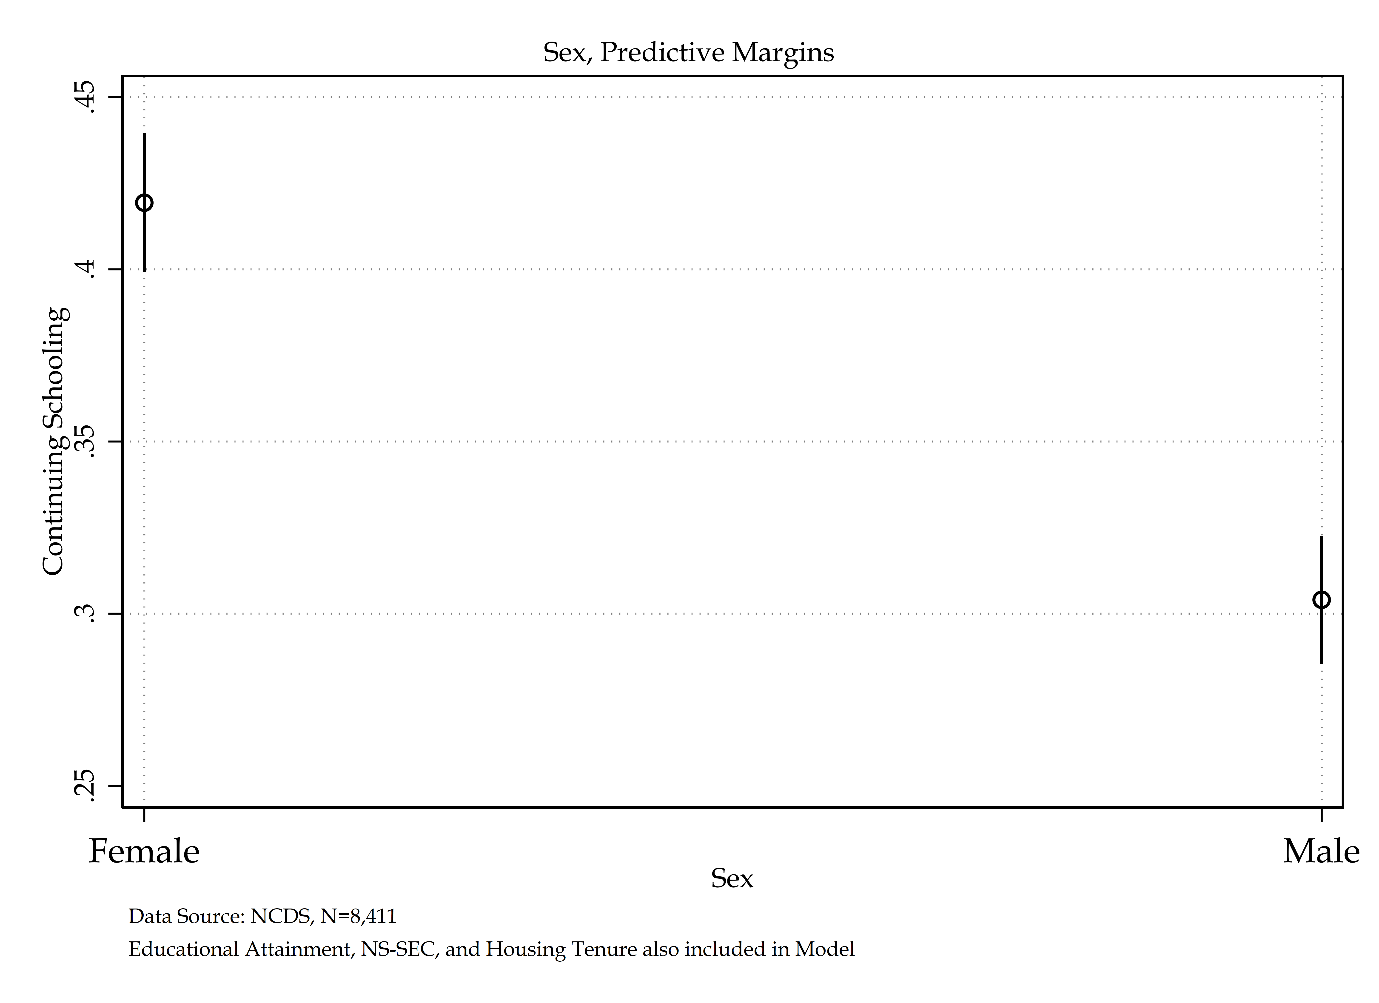 Sex, Predictive Margins
Continuing Schooling
.45
.4
.35
.3
.25
Female
Male
Sex
Data Source: NCDS, N=8,411
Educational Attainment, NS-SEC, and Housing Tenure also included in Model